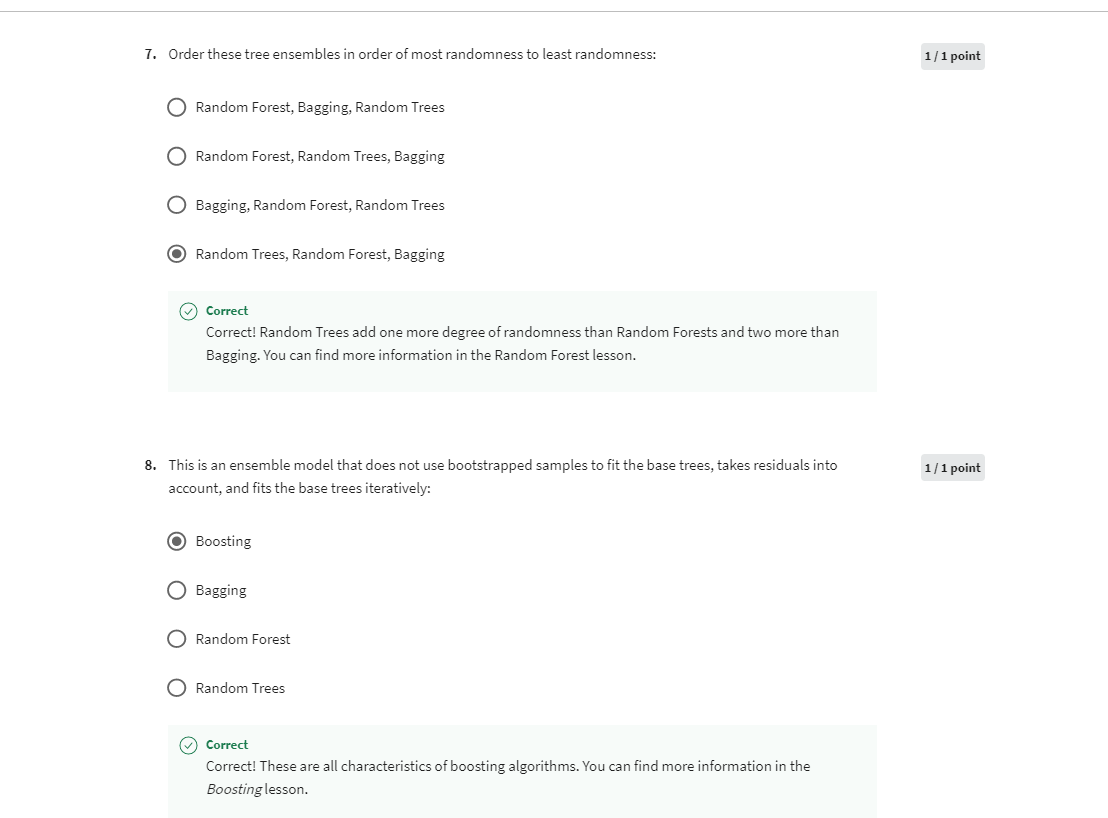 7. Order these tree ensembles in order of most randomness to least randomness:
1 / 1 point
Random Forest, Bagging, Random Trees
Random Forest, Random Trees, Bagging
Bagging, Random Forest, Random Trees
Random Trees, Random Forest, Bagging
Correct
Correct! Random Trees add one more degree of randomness than Random Forests and two more than
Bagging. You can find more information in the Random Forest lesson.
8. This is an ensemble model that does not use bootstrapped samples to fit the base trees, takes residuals into
account, and fits the base trees iteratively:
1 / 1 point
Boosting
Bagging
Random Forest
Random Trees
Correct
Correct! These are all characteristics of boosting algorithms. You can find more information in the
Boosting lesson.